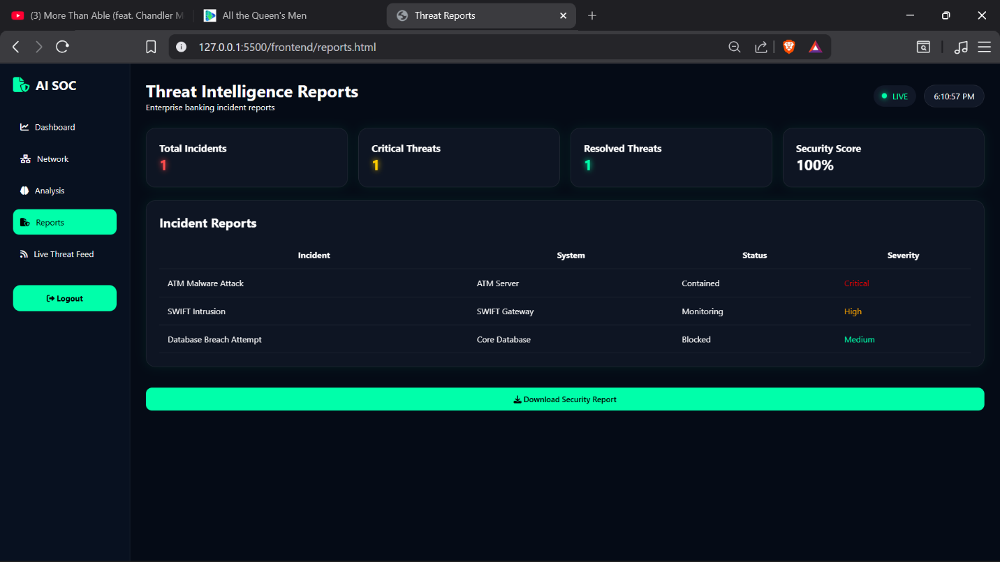 (3) More Than Able (feat. Chandler M
All the Queen's Men
Threat Reports
127.0.0.1:5500/frontend/reports.html
AI SOC
Dashboard
Network
Analysis
Reports
Live Threat Feed
Logout
Threat Intelligence Reports
Enterprise banking incident reports
LIVE
6:10:57 PM
Total Incidents
1
Critical Threats
1
Resolved Threats
1
Security Score
100%
Incident Reports
Incident System Status Severity
ATM Malware Attack ATM Server Contained Critical
SWIFT Intrusion SWIFT Gateway Monitoring High
Database Breach Attempt Core Database Blocked Medium
Download Security Report